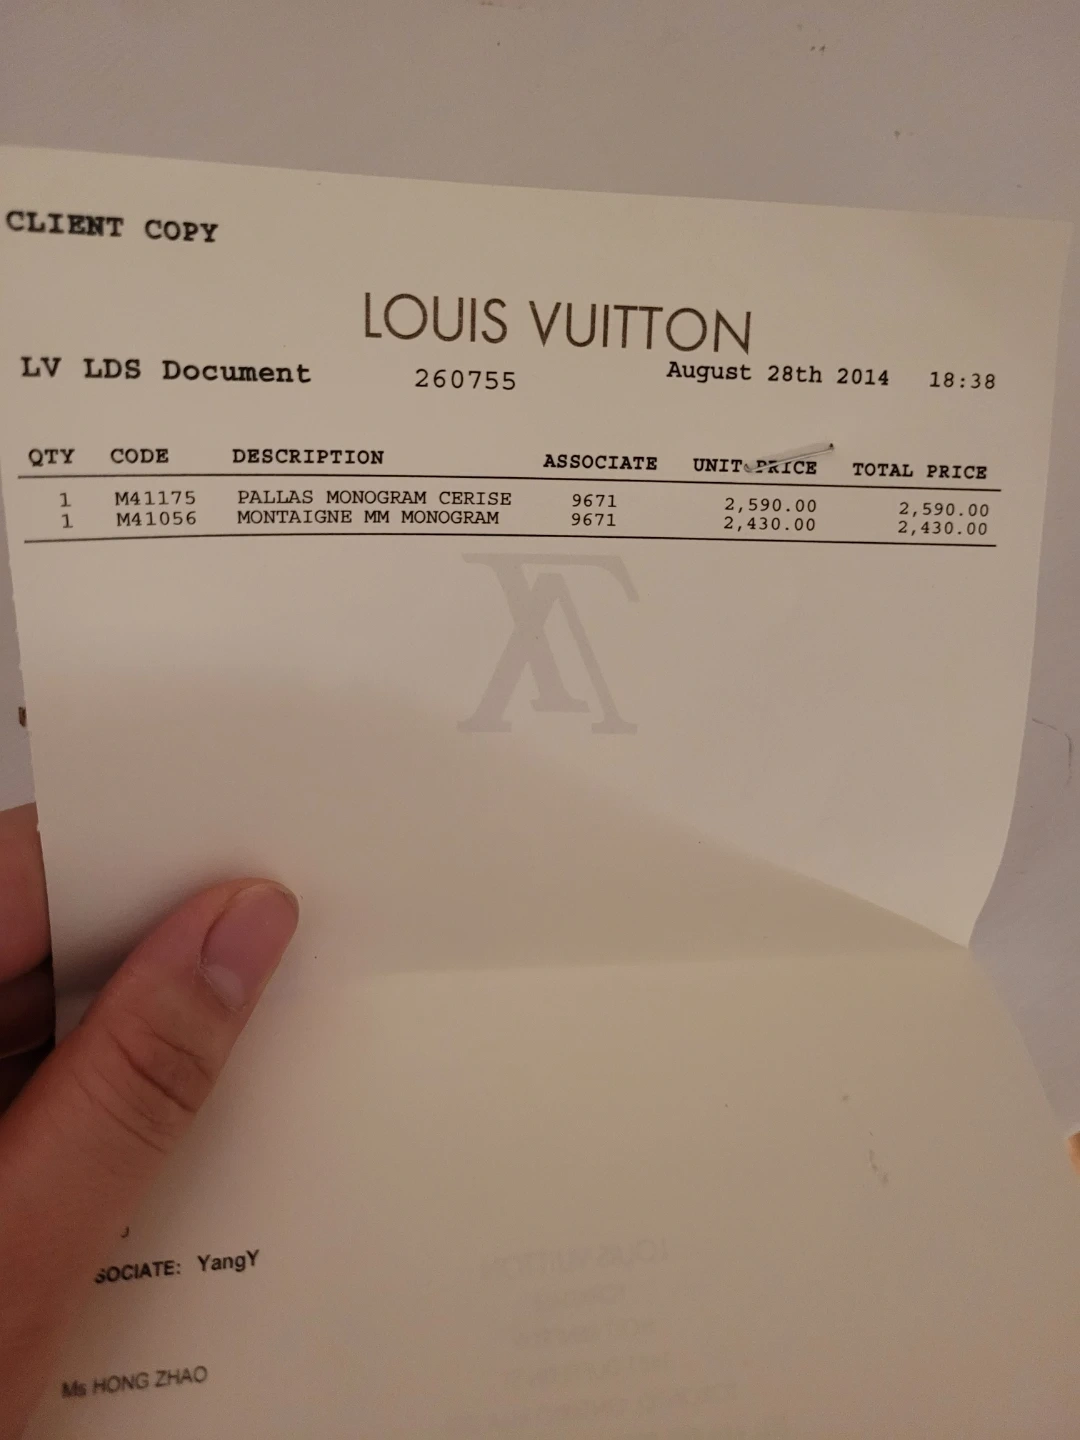 CLIENT COPY
LOUIS VUITTON
LV LDS Document 260755 August 28th 2014 18:38
QTY CODE DESCRIPTION ASSOCIATE UNIT PRICE TOTAL PRICE
1 M41175 PALLAS MONOGRAM CERISE 9671 2,590.00 2,590.00
1 M41056 MONTAIGNE MM MONOGRAM 9671 2,430.00 2,430.00
SOCIATE: YangY
Ms HONG ZHAO